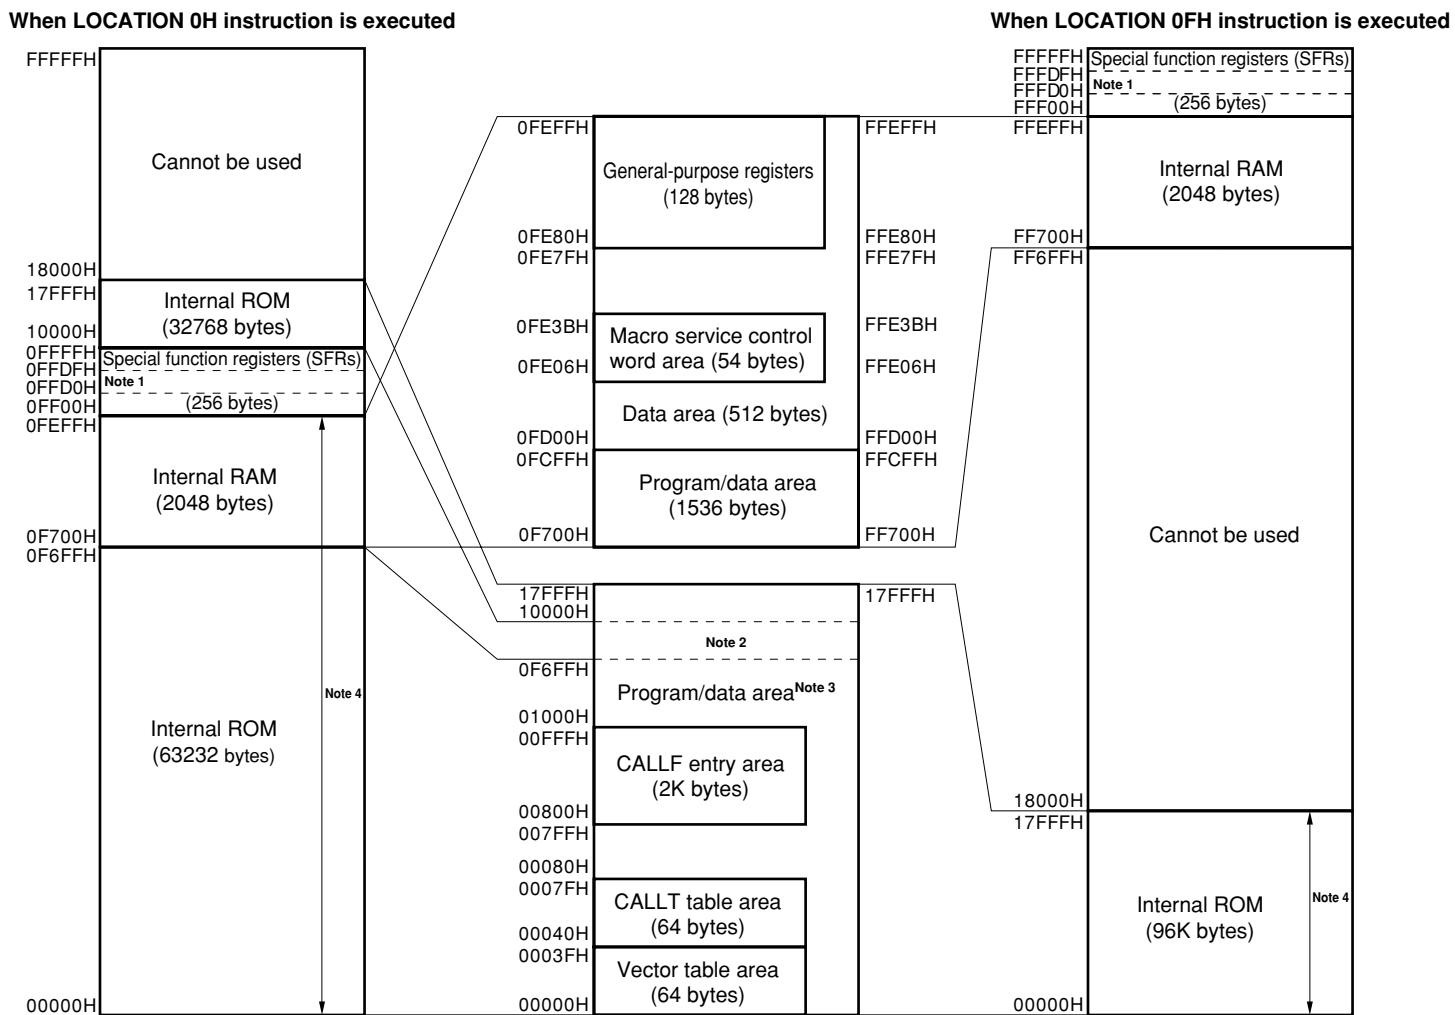 When LOCATION 0H instruction is executed
When LOCATION 0FH instruction is executed
FFFFFH
Cannot be used
18000H
17FFFH
Internal ROM
(32768 bytes)
10000H
0FFFFH
Special function registers (SFRs)
0FFDFH
Note 1
0FFD0H
(256 bytes)
0FF00H
0FEFFH
Internal RAM
(2048 bytes)
0F700H
0F6FFH
Note 4
Internal ROM
(63232 bytes)
00000H
0FEFFH
FFEFFH
General-purpose registers
(128 bytes)
0FE80H
FFE80H
0FE7FH
FFE7FH
0FE3BH
FFE3BH
Macro service control
word area (54 bytes)
0FE06H
FFE06H
Data area (512 bytes)
0FD00H
FFD00H
0FCFFH
FFCFFH
Program/data area
(1536 bytes)
0F700H
FF700H
17FFFH
17FFFH
10000H
Note 2
0F6FFH
Program/data areaNote 3
01000H
00FFFH
CALLF entry area
(2K bytes)
00800H
007FFH
00080H
0007FH
CALLT table area
(64 bytes)
00040H
0003FH
Vector table area
(64 bytes)
00000H
FFFFFH
Special function registers (SFRs)
FFFDFH
Note 1
FFFD0H
(256 bytes)
FFF00H
FFEFFH
Internal RAM
(2048 bytes)
FF700H
FF6FFH
Cannot be used
18000H
17FFFH
Note 4
Internal ROM
(96K bytes)
00000H